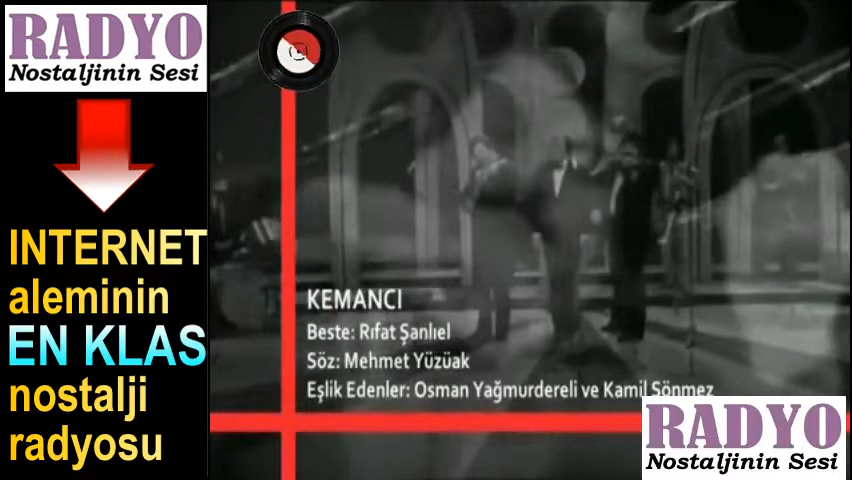 RADYO
Nostaljinin Sesi
INTERNET
aleminin
EN KLAS
nostalji
radyosu
KEMANCI
Beste: Rıfat Şanlıel
Söz: Mehmet Yüzüak
Eşlik Edenler: Osman Yağmurdereli ve Kamil Sönmez
RADYO
Nostaljinin Sesi